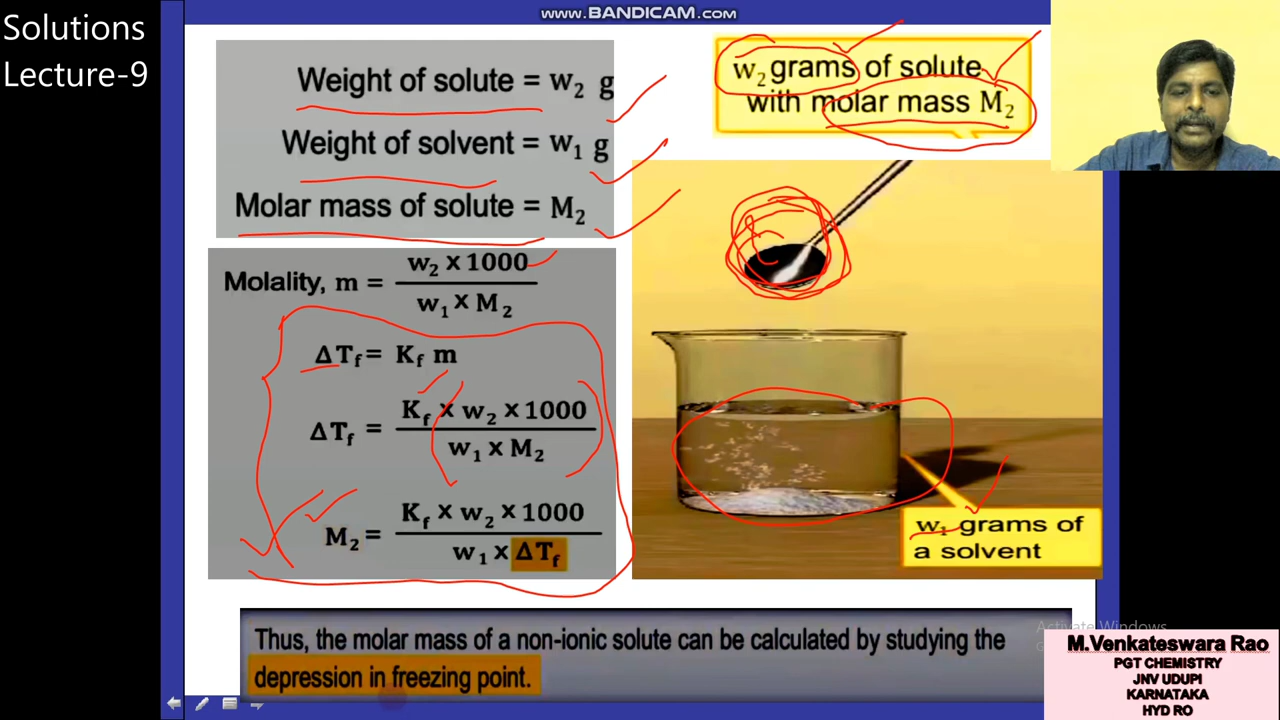 www.BANDICAM.com
Solutions
Lecture-9
Weight of solute = w₂ g
Weight of solvent = w₁ g
Molar mass of solute = M₂
w₂ grams of solute
with molar mass M₂
Molality, m = w₂ x 1000 / w₁ x M₂
ΔTf = Kf m
ΔTf = Kf x w₂ x 1000 / w₁ x M₂
M₂ = Kf x w₂ x 1000 / w₁ x ΔTf
w₁ grams of
a solvent
Thus, the molar mass of a non-ionic solute can be calculated by studying the
depression in freezing point.
Activate Windows
M.Venkateswara Rao
PGT CHEMISTRY
JNV UDUPI
KARNATAKA
HYD RO